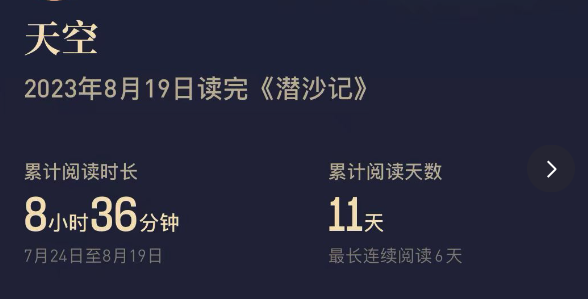 天空
2023年8月19日读完《潜沙记》
累计阅读时长
8小时36分钟
7月24日至8月19日
累计阅读天数
11天
最长连续阅读6天